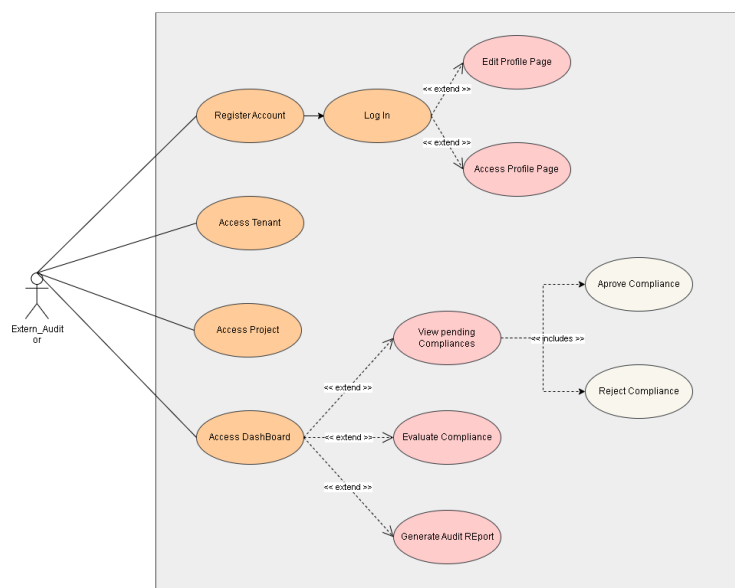 Edit Profile Page
<< extend >>
Register Account
Log In
<< extend >>
Access Profile Page
Access Tenant
Aprove Compliance
Extern_Audit
or
Access Project
View pending
Compliances
<< includes >>
<< extend >>
Reject Compliance
Access DashBoard
<< extend >>
Evaluate Compliance
<< extend >>
Generate Audit REport